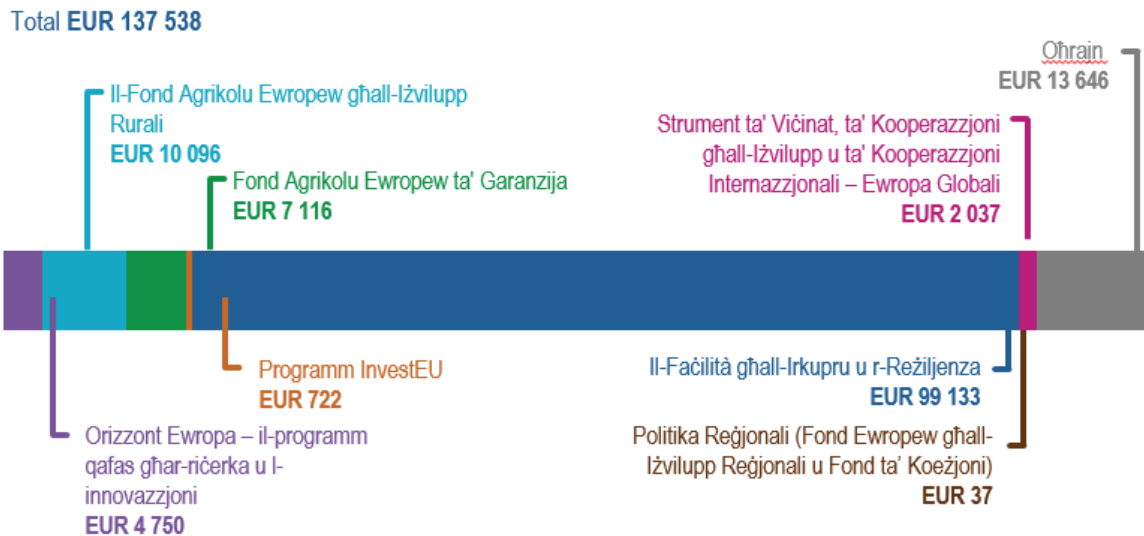 Total EUR 137 538
Oħrajn
EUR 13 646
Il-Fond Agrikolu Ewropew għall-Iżvilupp
Rurali
EUR 10 096
Strument ta' Viċinat, ta' Kooperazzjoni
għall-Iżvilupp u ta' Kooperazzjoni
Internazzjonali – Ewropa Globali
EUR 2 037
Fond Agrikolu Ewropew ta' Garanzija
EUR 7 116
Programm InvestEU
EUR 722
Il-Faċilità għall-Irkupru u r-Reżiljenza
EUR 99 133
Orizzont Ewropa – il-programm
qafas għar-riċerka u l-
innovazzjoni
EUR 4 750
Politika Reġjonali (Fond Ewropew għall-
Iżvilupp Reġjonali u Fond ta’ Koeżjoni)
EUR 37